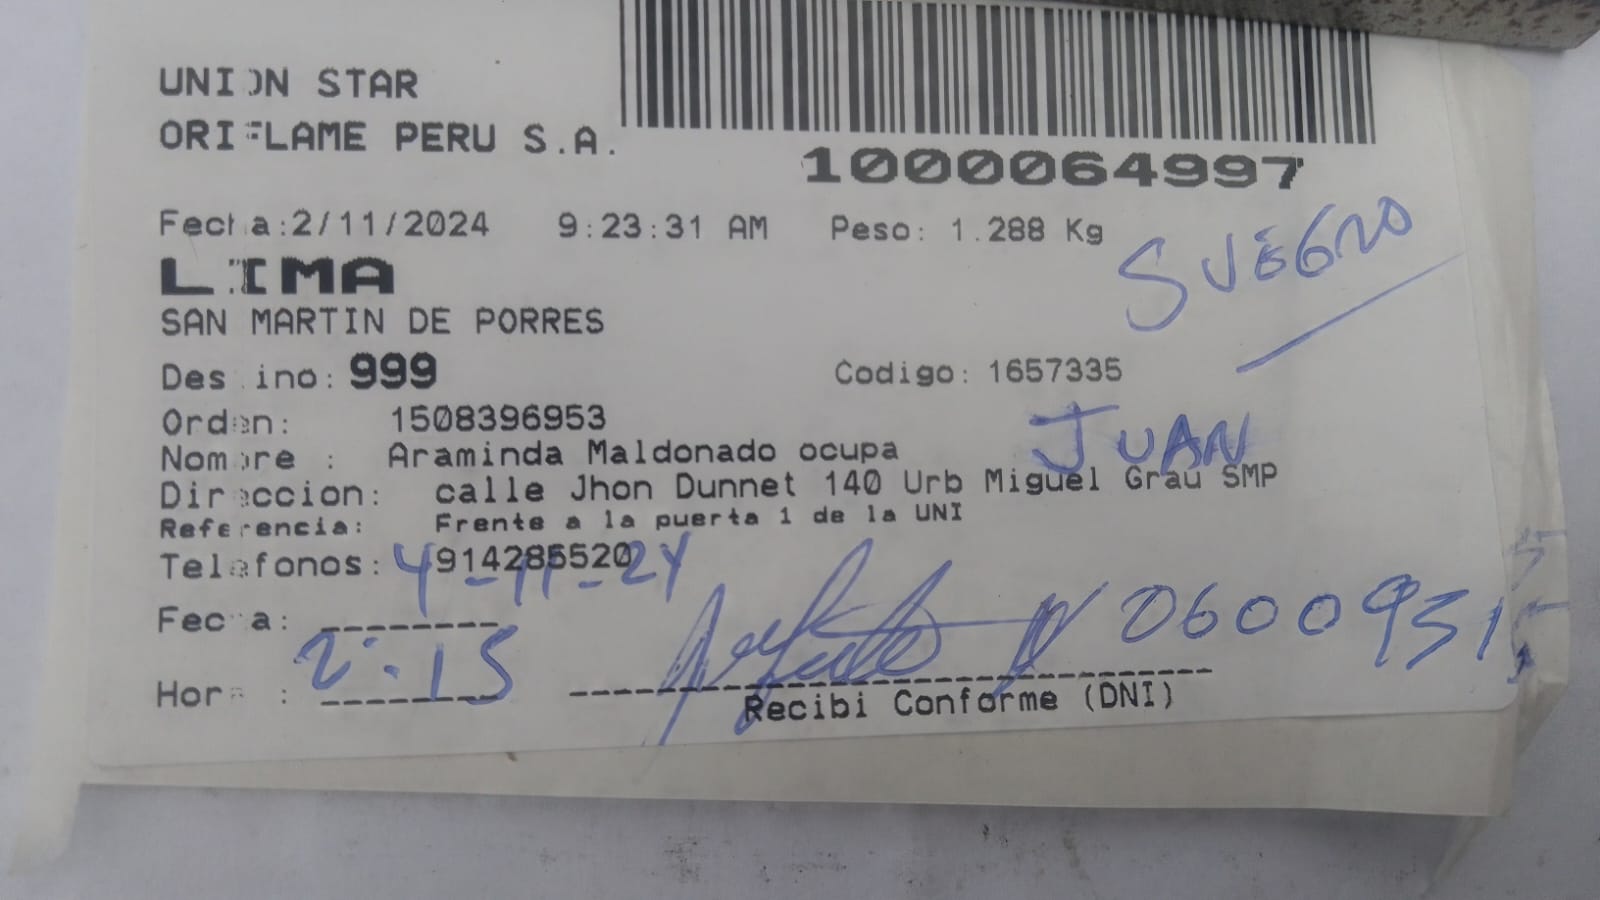 UNION STAR
ORIFLAME PERU S.A.
1000064997
Fecha:2/11/2024 9:23:31 AM Peso: 1.288 Kg
SUEGRO
LIMA
SAN MARTIN DE PORRES
Destino: 999 Codigo: 1657335
Orden: 1508396953
JUAN
Nombre : Araminda Maldonado ocupa
Direccion: calle Jhon Dunnet 140 Urb Miguel Grau SMP
Referencia: Frente a la puerta 1 de la UNI
Telefonos: 914285520
Fecha: 4-11-24
Hora : 2:15
Recibi Conforme (DNI)